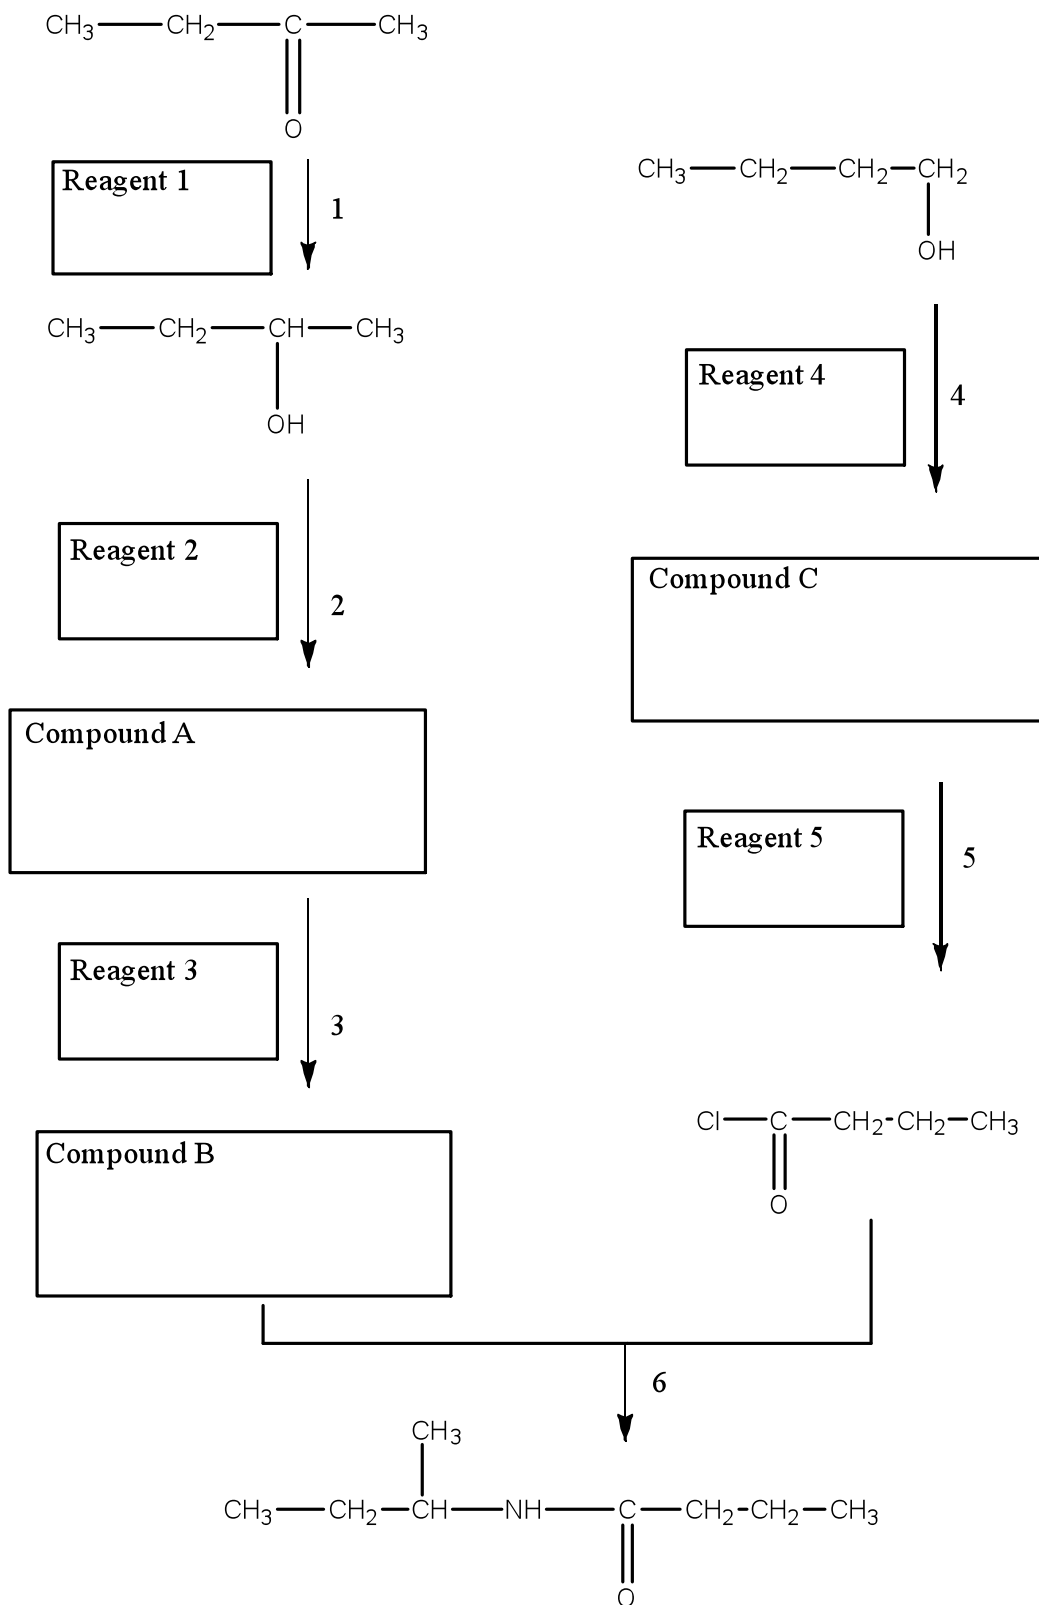 CH3 CH2 C CH3
O
Reagent 1
1
CH3 CH2 CH CH3
OH
Reagent 2
2
Compound A
Reagent 3
3
Compound B
CH3 CH2 CH2 CH2
OH
Reagent 4
4
Compound C
Reagent 5
5
Cl C CH2 CH2 CH3
O
6
CH3
CH3 CH2 CH NH C CH2 CH2 CH3
O